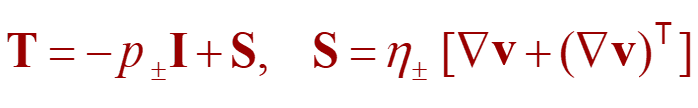 T = −p± I + S,   S = η± [∇v + (∇v)ᵀ]